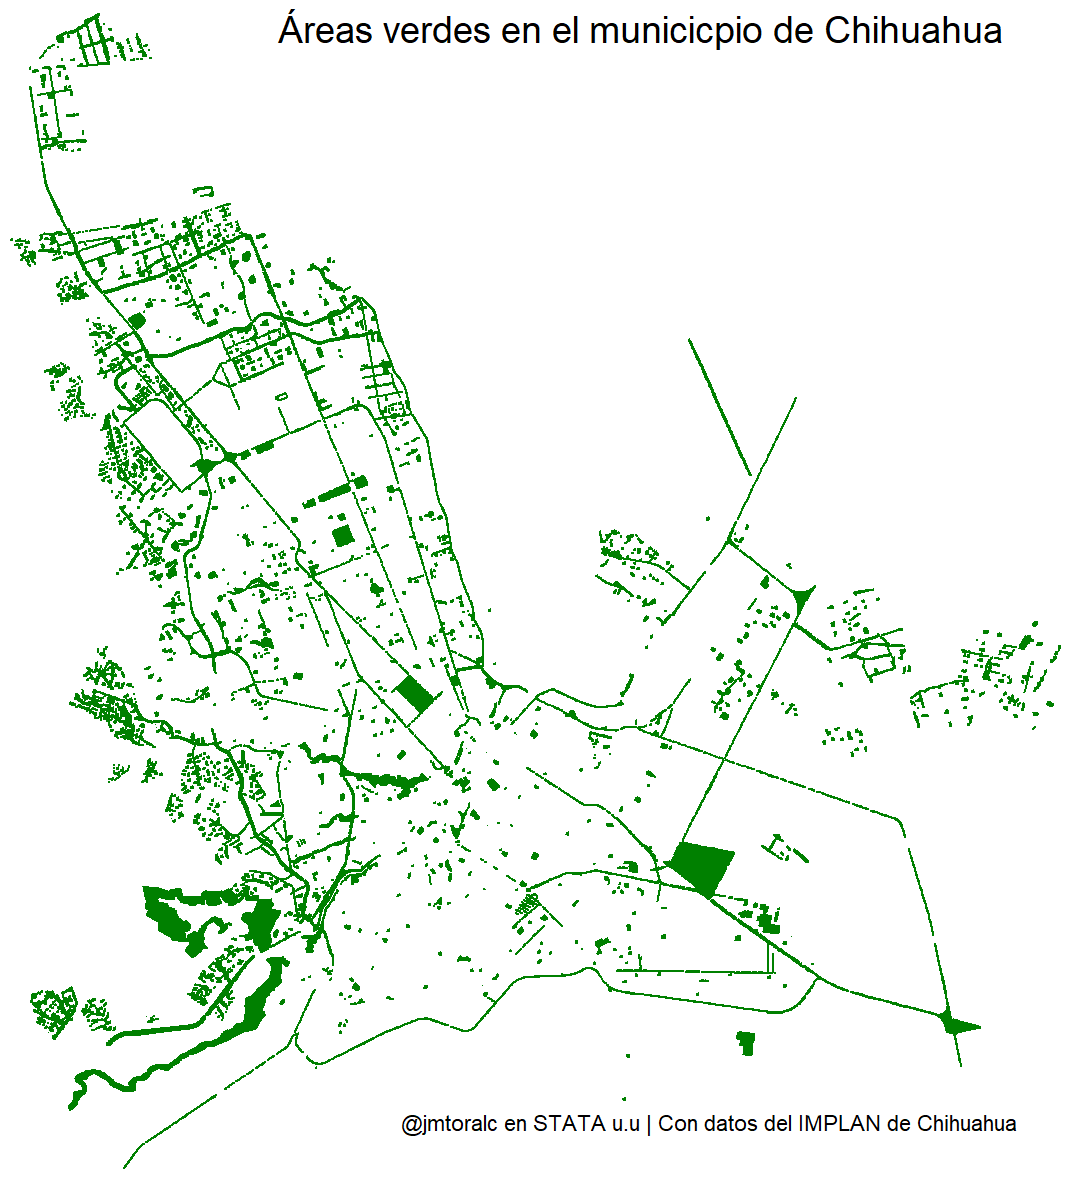 Áreas verdes en el municicpio de Chihuahua
@jmtoralc en STATA u.u | Con datos del IMPLAN de Chihuahua